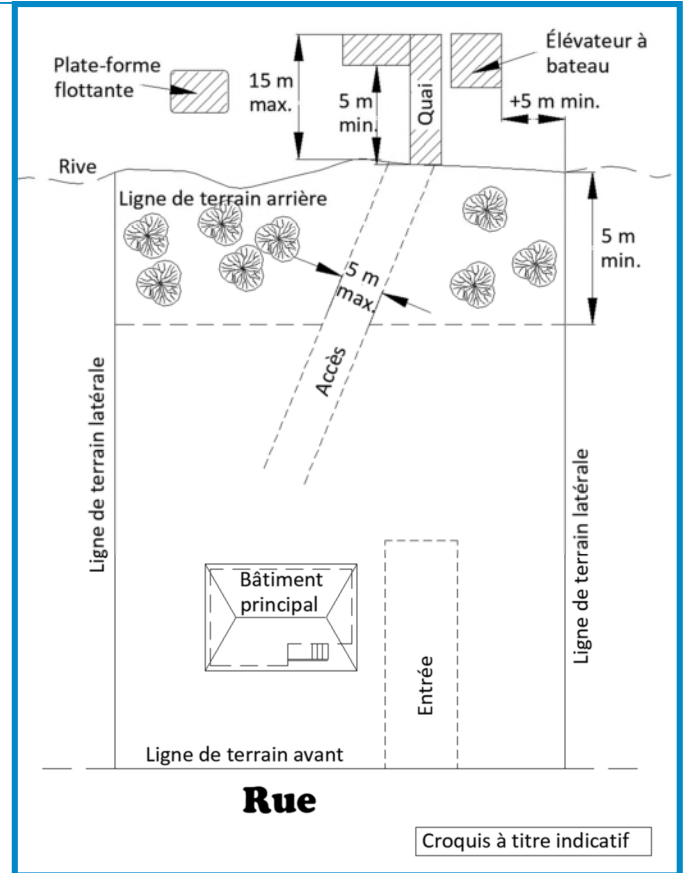 Élévateur à
bateau
Plate-forme
flottante
15 m
max.
5 m
min.
Quai
+5 m min.
Rive
Ligne de terrain arrière
5 m
max.
5 m
min.
Accès
Ligne de terrain latérale
Ligne de terrain latérale
Bâtiment
principal
Entrée
Ligne de terrain avant
Rue
Croquis à titre indicatif